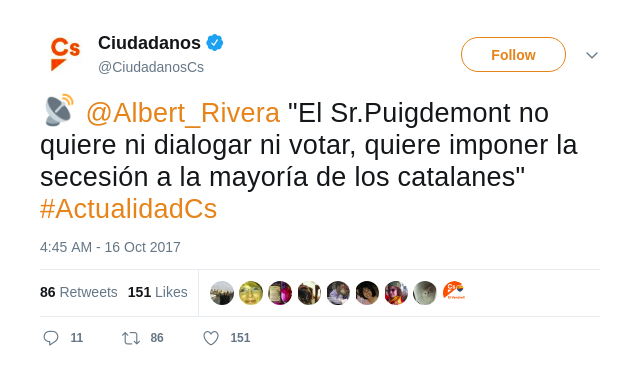 Cs
Ciudadanos
@CiudadanosCs
Follow
@Albert_Rivera "El Sr.Puigdemont no
quiere ni dialogar ni votar, quiere imponer la
secesión a la mayoría de los catalanes"
#ActualidadCs
4:45 AM - 16 Oct 2017
86 Retweets 151 Likes
Cs
11 86 151